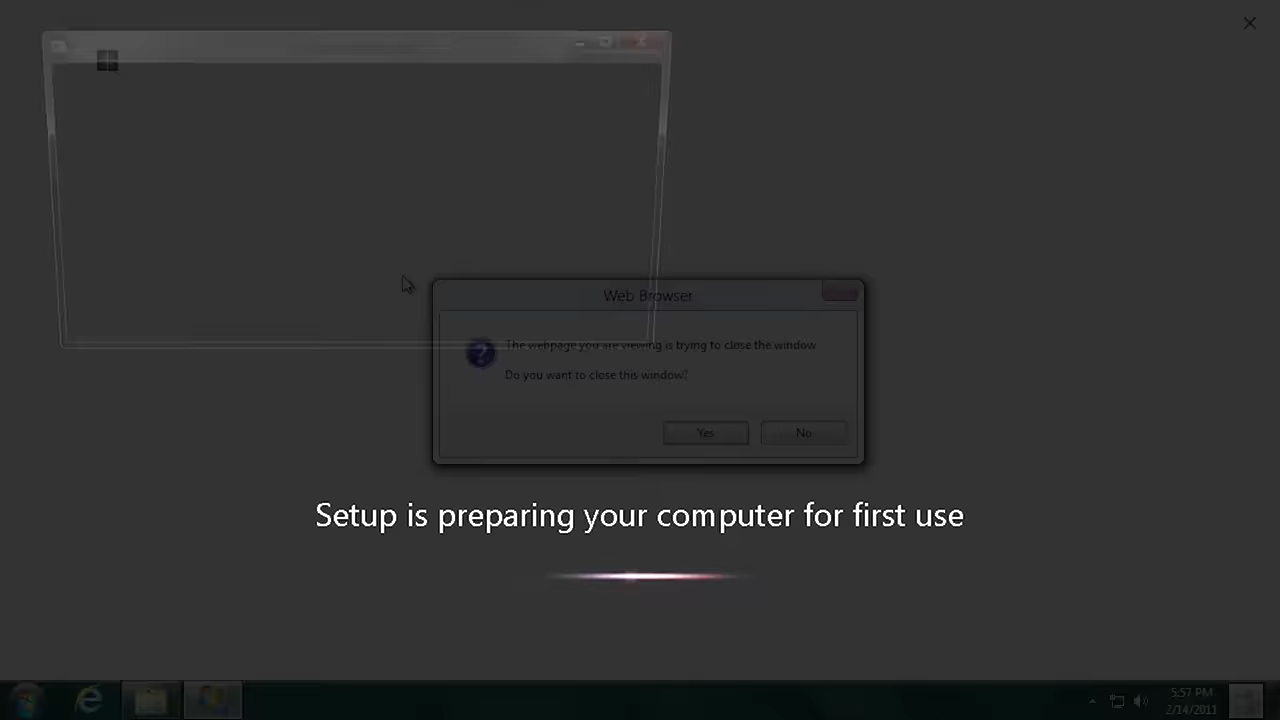 Web Browser
The webpage you are viewing is trying to close the window
Do you want to close this window?
Yes
No
Setup is preparing your computer for first use
5:57 PM
2/14/2011